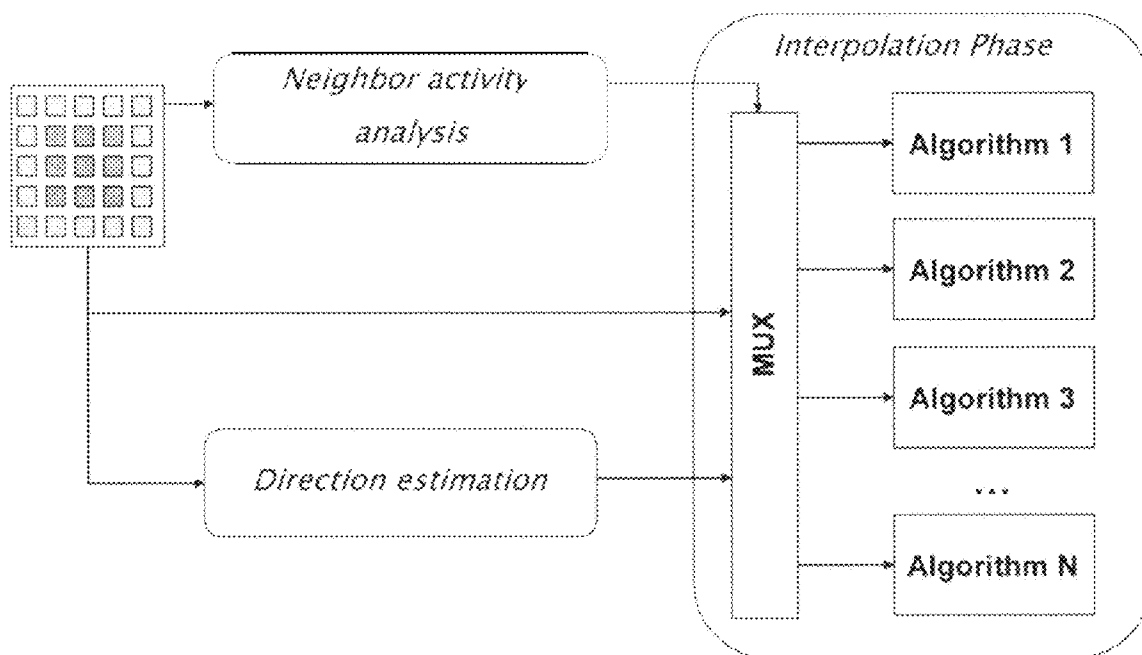 Interpolation Phase
Neighbor activity
analysis
Algorithm 1
Algorithm 2
MUX
Algorithm 3
Direction estimation
...
Algorithm N